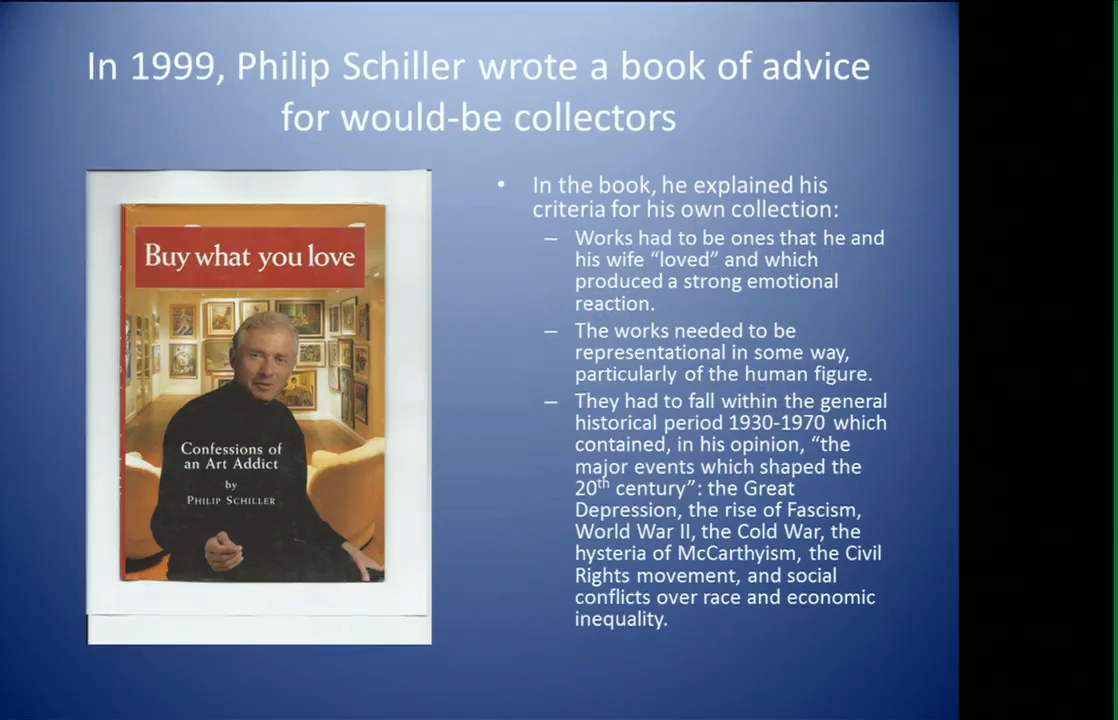 In 1999, Philip Schiller wrote a book of advice
for would-be collectors
Buy what you love
Confessions of
an Art Addict
by
PHILIP SCHILLER
• In the book, he explained his
criteria for his own collection:
– Works had to be ones that he and
his wife “loved” and which
produced a strong emotional
reaction.
– The works needed to be
representational in some way,
particularly of the human figure.
– They had to fall within the general
historical period 1930-1970 which
contained, in his opinion, “the
major events which shaped the
20th century”: the Great
Depression, the rise of Fascism,
World War II, the Cold War, the
hysteria of McCarthyism, the Civil
Rights movement, and social
conflicts over race and economic
inequality.